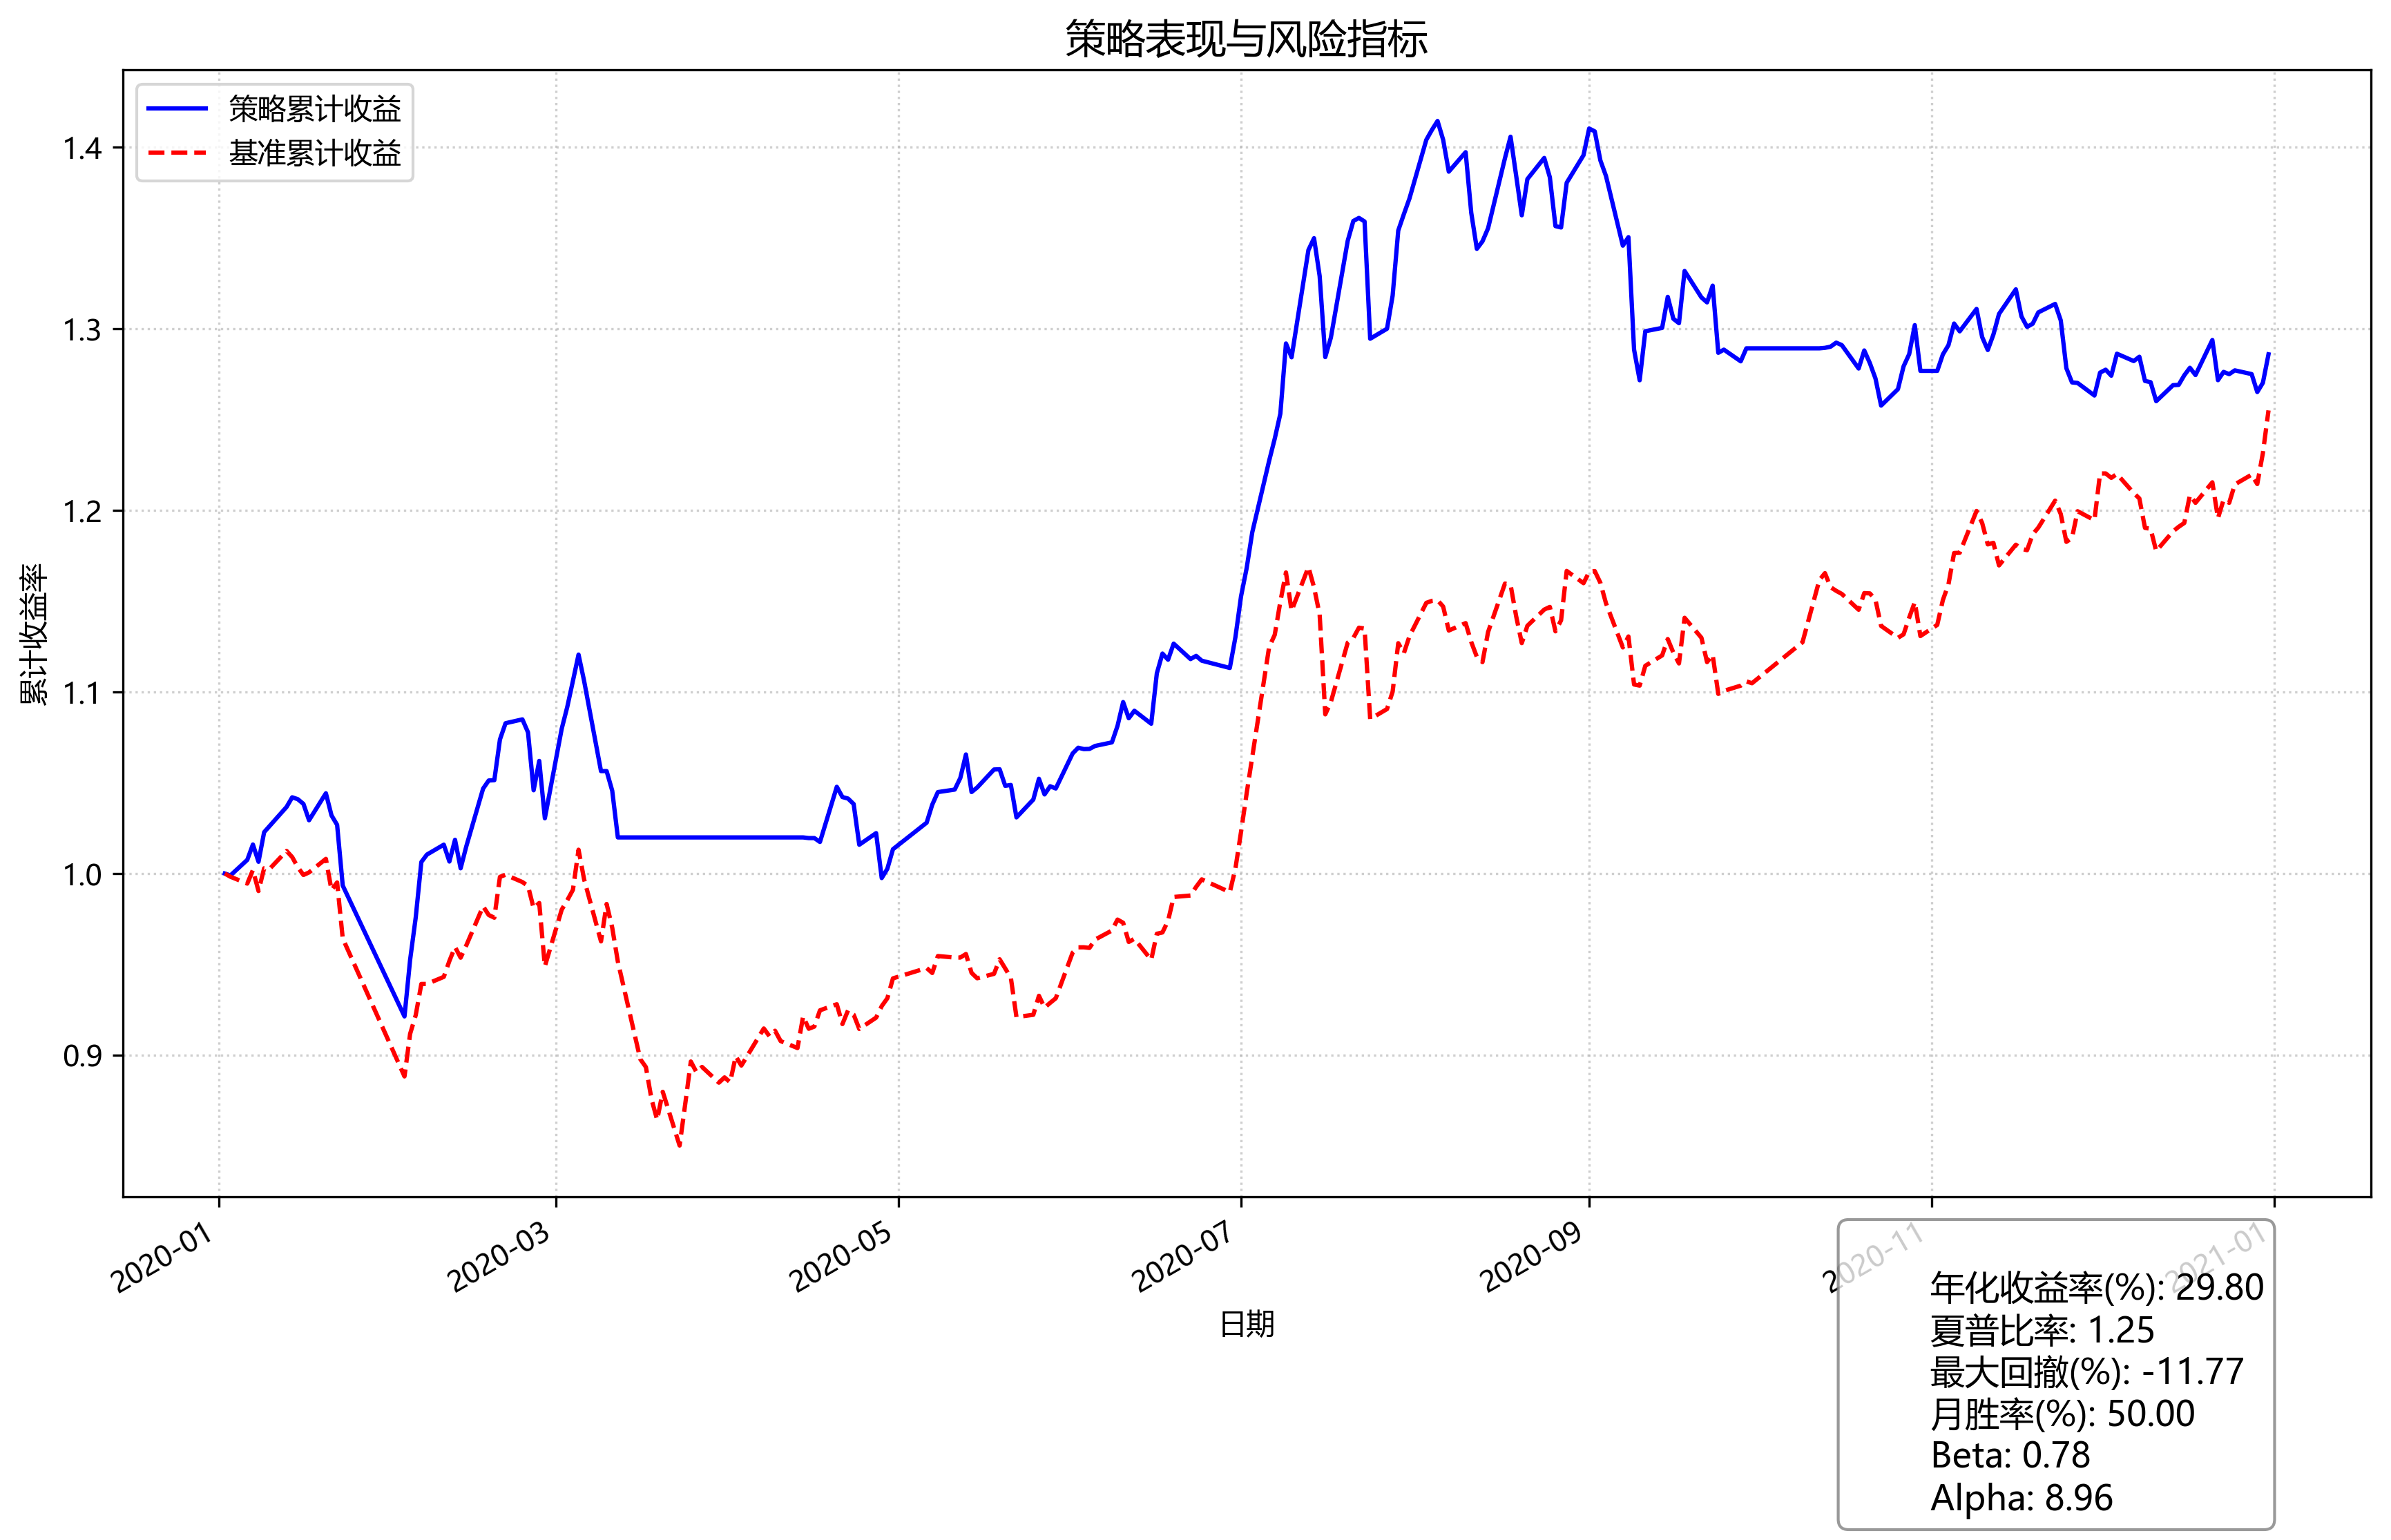 策略表现与风险指标
策略累计收益
基准累计收益
累计收益率
1.4
1.3
1.2
1.1
1.0
0.9
2020-01
2020-03
2020-05
2020-07
2020-09
2020-11
2021-01
日期
年化收益率(%): 29.80
夏普比率: 1.25
最大回撤(%): -11.77
月胜率(%): 50.00
Beta: 0.78
Alpha: 8.96